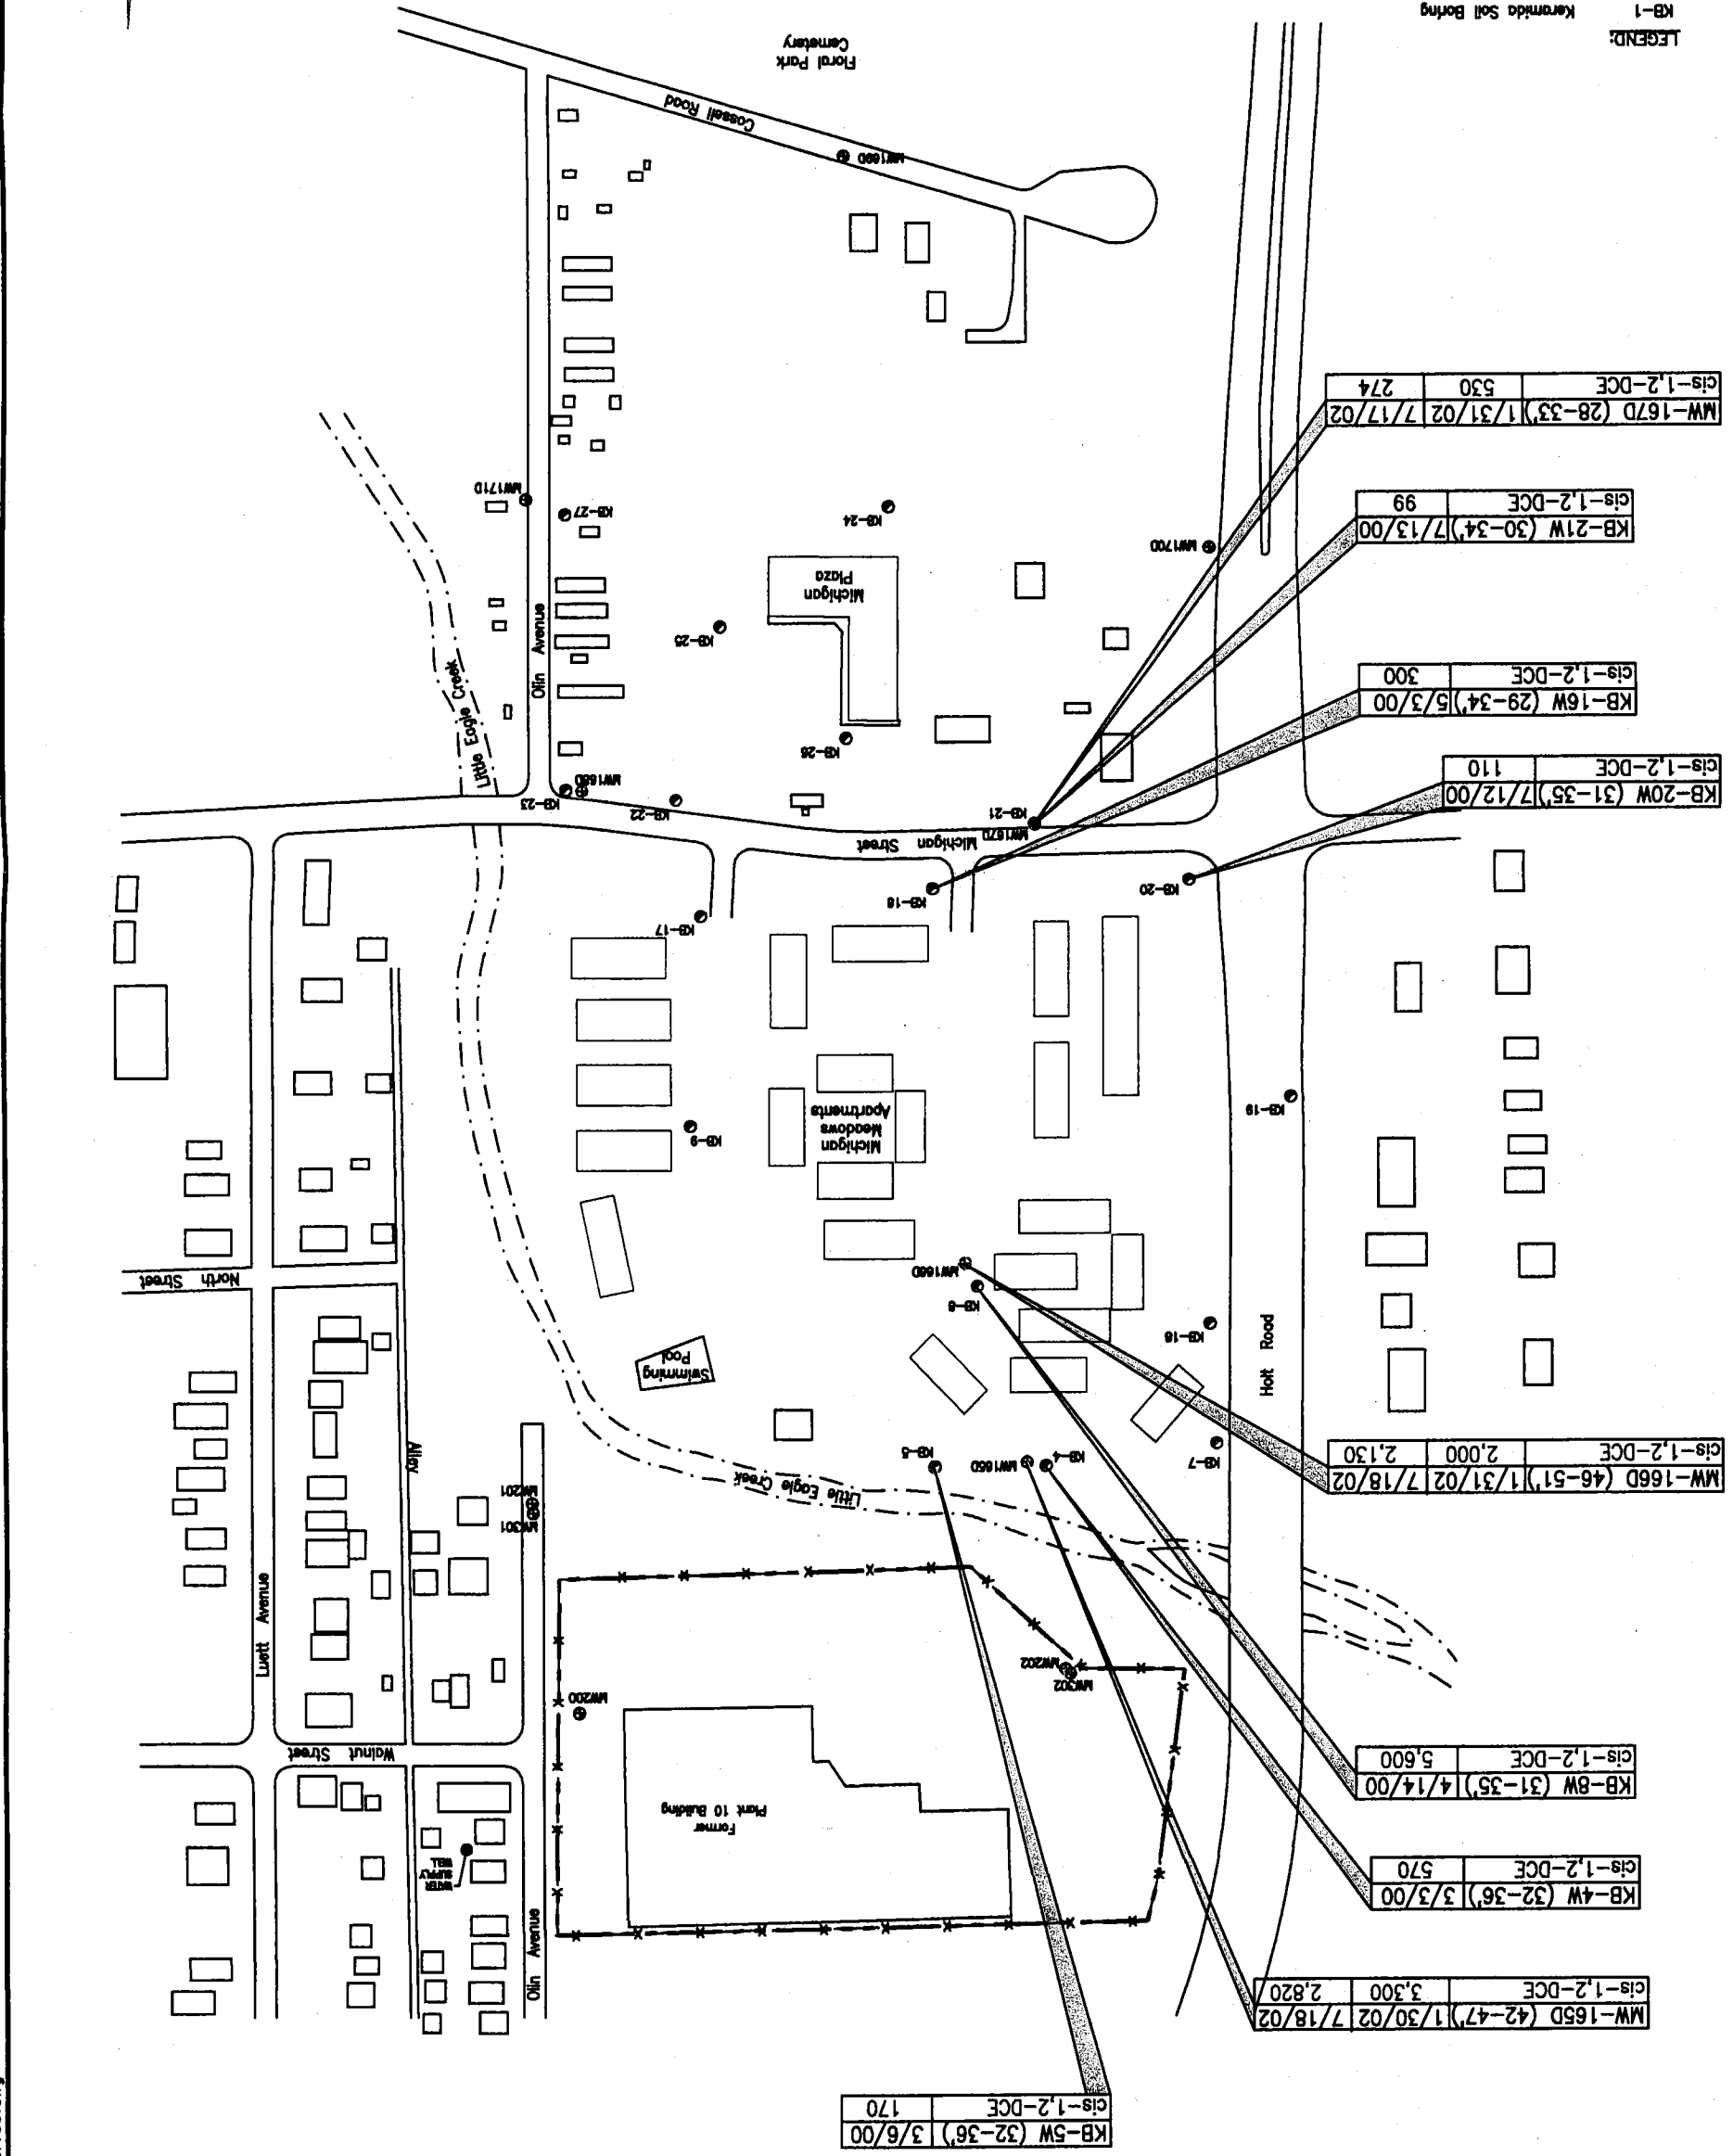 KB-5W (32-36') 3/6/00
cis-1,2-DCE 170
MW-165D (42-47') 1/30/02 7/18/02
cis-1,2-DCE 3,300 2,820
KB-4W (32-36') 3/3/00
cis-1,2-DCE 570
KB-8W (31-35') 4/14/00
cis-1,2-DCE 5,600
Former
Plant 10 Building
WATER
SUPPLY
WELL
Olin Avenue
Walnut Street
MW200
MW302
MW202
Luett Avenue
MW301
MW201
Alley
Little Eagle Creek
MW-166D (46-51') 1/31/02 7/18/02
cis-1,2-DCE 2,000 2,130
KB-7
KB-4
MW165D
KB-5
Swimming
Pool
Holt Road
KB-18
KB-8
MW166D
North Street
Michigan
Meadows
Apartments
KB-9
KB-19
KB-17
KB-20
KB-16
Michigan Street
MW167D
KB-21
KB-22
KB-23
MW168D
KB-20W (31-35') 7/12/00
cis-1,2-DCE 110
KB-16W (29-34') 5/3/00
cis-1,2-DCE 300
KB-26
Little Eagle Creek
Olin Avenue
KB-25
Michigan
Plaza
MW170D
KB-24
KB-27
MW171D
KB-21W (30-34') 7/13/00
cis-1,2-DCE 99
MW-167D (28-33') 1/31/02 7/17/02
cis-1,2-DCE 530 274
MW169D
Cossell Road
Floral Park
Cemetery
LEGEND:
KB-1 Keramida Soil Boring